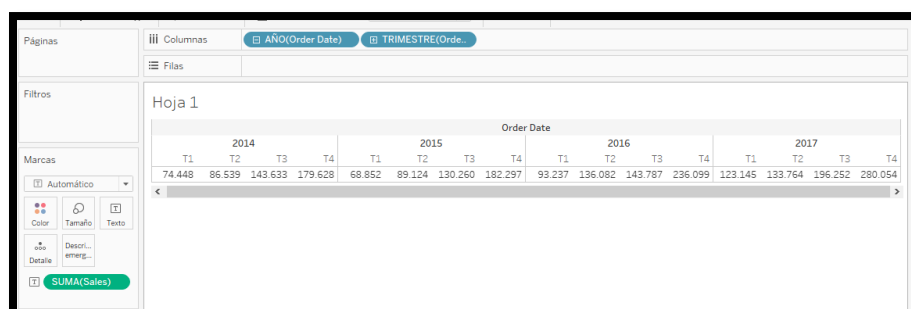 Páginas
iii Columnas
AÑO(Order Date) TRIMESTRE(Orde..
Filas
Filtros
Hoja 1
Order Date
2014 2015 2016 2017
T1 T2 T3 T4 T1 T2 T3 T4 T1 T2 T3 T4 T1 T2 T3 T4
74.448 86.539 143.633 179.628 68.852 89.124 130.260 182.297 93.237 136.082 143.787 236.099 123.145 133.764 196.252 280.054
Marcas
T Automático
Color Tamaño Texto
Detalle Descri... emerg...
T SUMA(Sales)